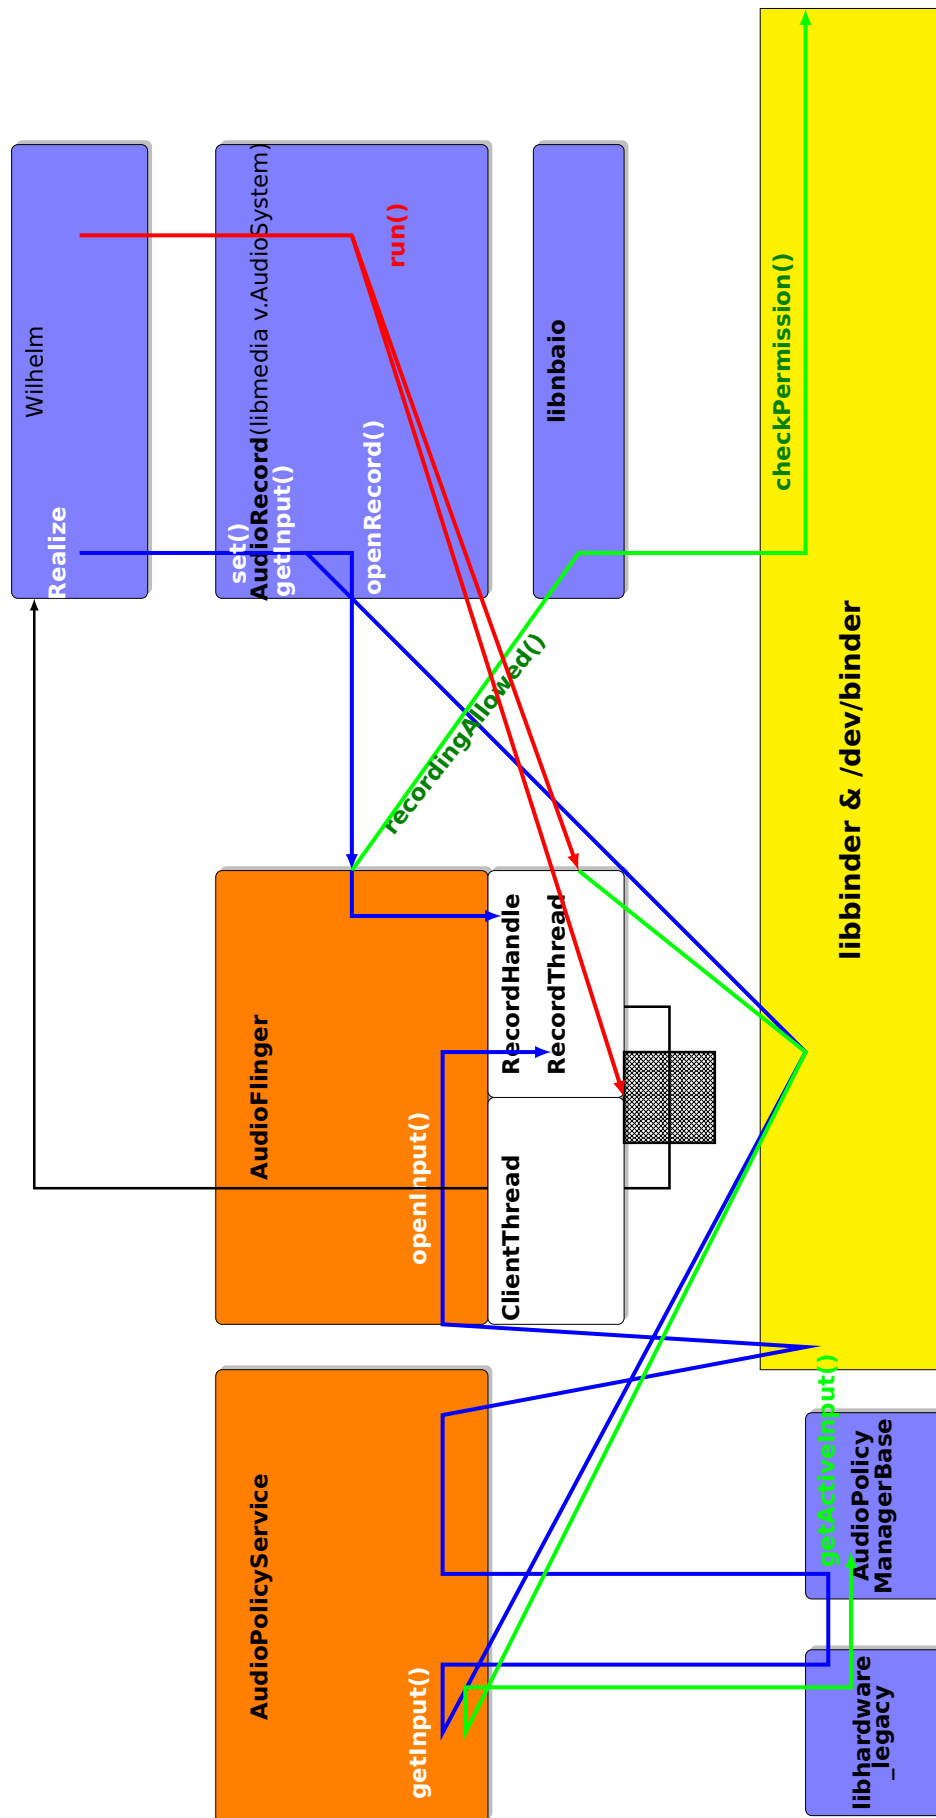 Wilhelm
Realize
AudioRecord(libmedia v.AudioSystem)
set()
getInput()
openRecord()
run()
libnbaio
recordingAllowed()
checkPermission()
libbinder & /dev/binder
AudioFlinger
openInput()
RecordHandle
RecordThread
ClientThread
AudioPolicyService
getInput()
getActiveInput()
AudioPolicy
ManagerBase
libhardware
_legacy